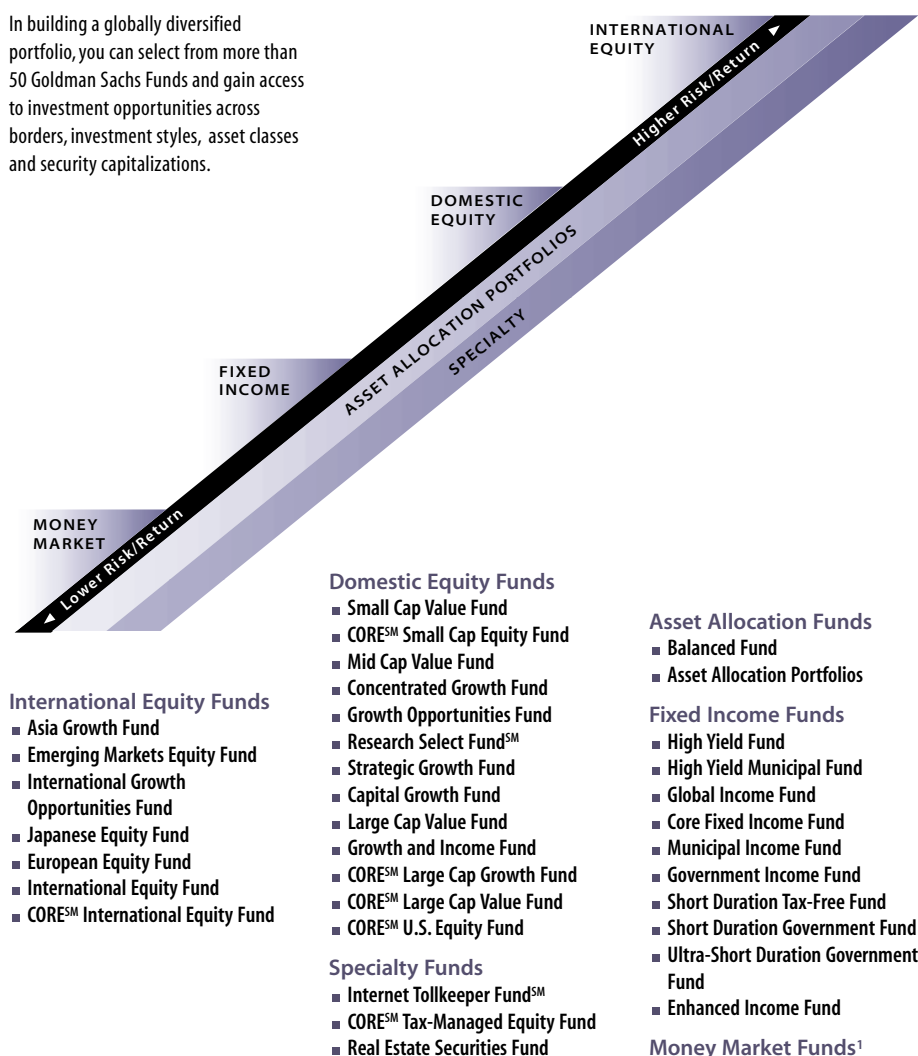 In building a globally diversified
portfolio, you can select from more than
50 Goldman Sachs Funds and gain access
to investment opportunities across
borders, investment styles, asset classes
and security capitalizations.
INTERNATIONAL
EQUITY
Higher Risk/Return ►
DOMESTIC
EQUITY
ASSET ALLOCATION PORTFOLIOS
SPECIALTY
FIXED
INCOME
MONEY
MARKET
◄ Lower Risk/Return
International Equity Funds
■ Asia Growth Fund
■ Emerging Markets Equity Fund
■ International Growth
Opportunities Fund
■ Japanese Equity Fund
■ European Equity Fund
■ International Equity Fund
■ CORE℠ International Equity Fund
Domestic Equity Funds
■ Small Cap Value Fund
■ CORE℠ Small Cap Equity Fund
■ Mid Cap Value Fund
■ Concentrated Growth Fund
■ Growth Opportunities Fund
■ Research Select Fund℠
■ Strategic Growth Fund
■ Capital Growth Fund
■ Large Cap Value Fund
■ Growth and Income Fund
■ CORE℠ Large Cap Growth Fund
■ CORE℠ Large Cap Value Fund
■ CORE℠ U.S. Equity Fund
Specialty Funds
■ Internet Tollkeeper Fund℠
■ CORE℠ Tax-Managed Equity Fund
■ Real Estate Securities Fund
Asset Allocation Funds
■ Balanced Fund
■ Asset Allocation Portfolios
Fixed Income Funds
■ High Yield Fund
■ High Yield Municipal Fund
■ Global Income Fund
■ Core Fixed Income Fund
■ Municipal Income Fund
■ Government Income Fund
■ Short Duration Tax-Free Fund
■ Short Duration Government Fund
■ Ultra-Short Duration Government
Fund
■ Enhanced Income Fund
Money Market Funds¹